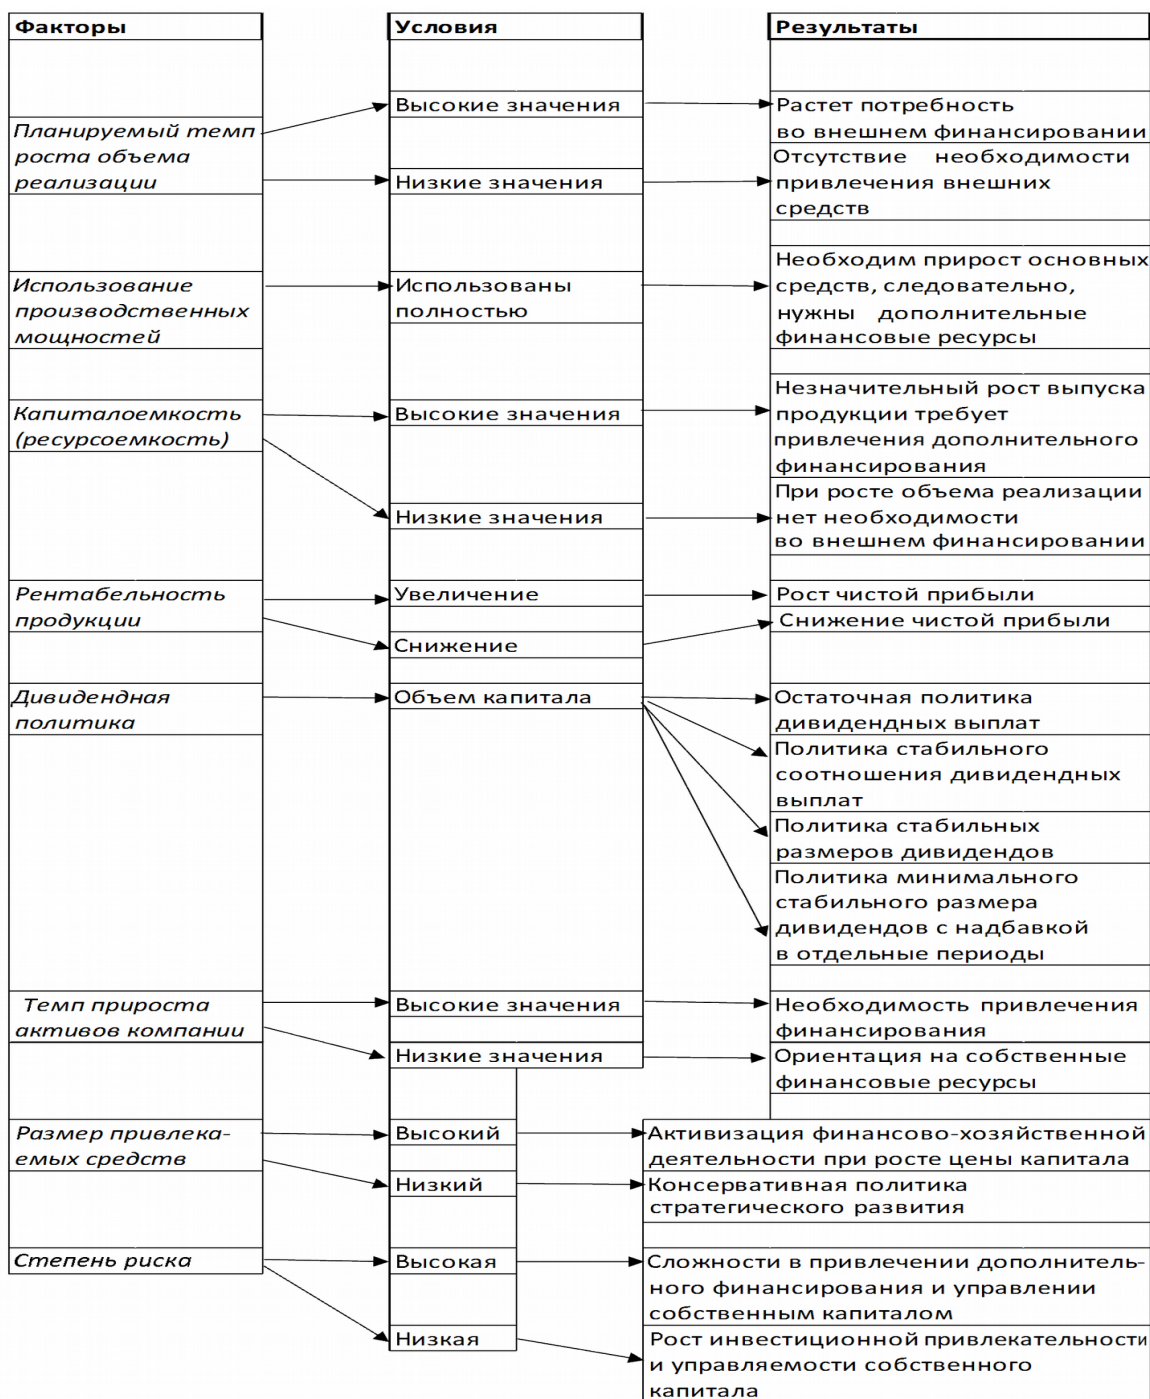 Факторы
Условия
Результаты
Планируемый темп
роста объема
реализации
Высокие значения
Растет потребность
во внешнем финансировании
Низкие значения
Отсутствие необходимости
привлечения внешних
средств
Использование
производственных
мощностей
Использованы
полностью
Необходим прирост основных
средств, следовательно,
нужны дополнительные
финансовые ресурсы
Капиталоемкость
(ресурсоемкость)
Высокие значения
Незначительный рост выпуска
продукции требует
привлечения дополнительного
финансирования
Низкие значения
При росте объема реализации
нет необходимости
во внешнем финансировании
Рентабельность
продукции
Увеличение
Рост чистой прибыли
Снижение
Снижение чистой прибыли
Дивидендная
политика
Объем капитала
Остаточная политика
дивидендных выплат
Политика стабильного
соотношения дивидендных
выплат
Политика стабильных
размеров дивидендов
Политика минимального
стабильного размера
дивидендов с надбавкой
в отдельные периоды
Темп прироста
активов компании
Высокие значения
Необходимость привлечения
финансирования
Низкие значения
Ориентация на собственные
финансовые ресурсы
Размер привлека-
емых средств
Высокий
Активизация финансово-хозяйственной
деятельности при росте цены капитала
Низкий
Консервативная политика
стратегического развития
Степень риска
Высокая
Сложности в привлечении дополнитель-
ного финансирования и управлении
собственным капиталом
Низкая
Рост инвестиционной привлекательности
и управляемости собственного
капитала